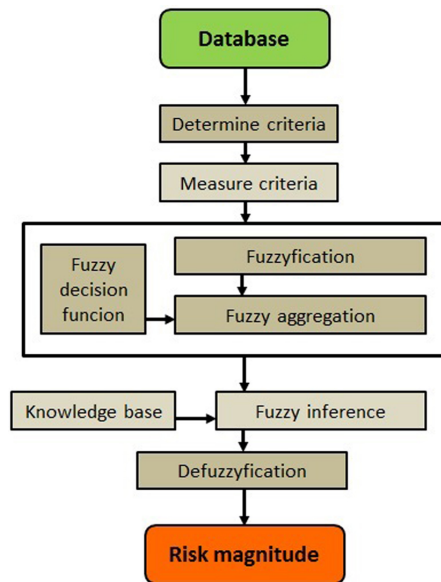 Database
Determine criteria
Measure criteria
Fuzzyfication
Fuzzy
decision
funcion
Fuzzy aggregation
Knowledge base
Fuzzy inference
Defuzzyfication
Risk magnitude